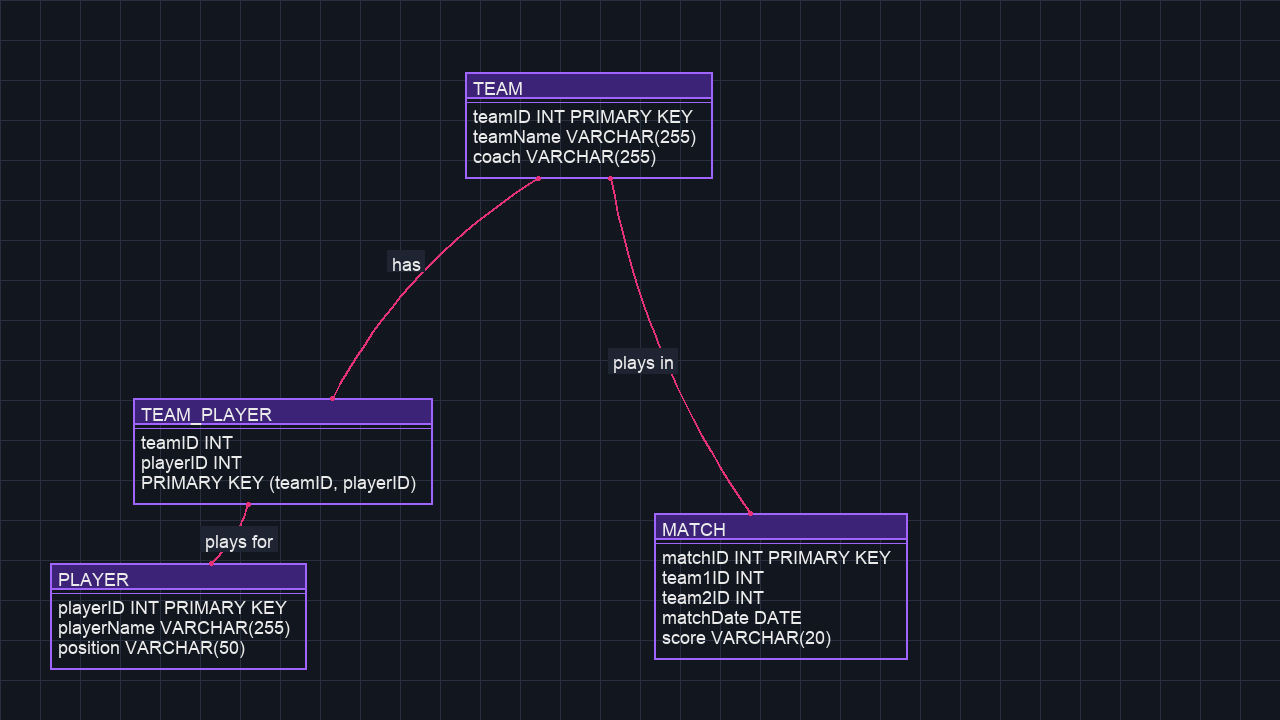 TEAM
teamID INT PRIMARY KEY
teamName VARCHAR(255)
coach VARCHAR(255)
has
plays in
TEAM_PLAYER
teamID INT
playerID INT
PRIMARY KEY (teamID, playerID)
plays for
PLAYER
playerID INT PRIMARY KEY
playerName VARCHAR(255)
position VARCHAR(50)
MATCH
matchID INT PRIMARY KEY
team1ID INT
team2ID INT
matchDate DATE
score VARCHAR(20)